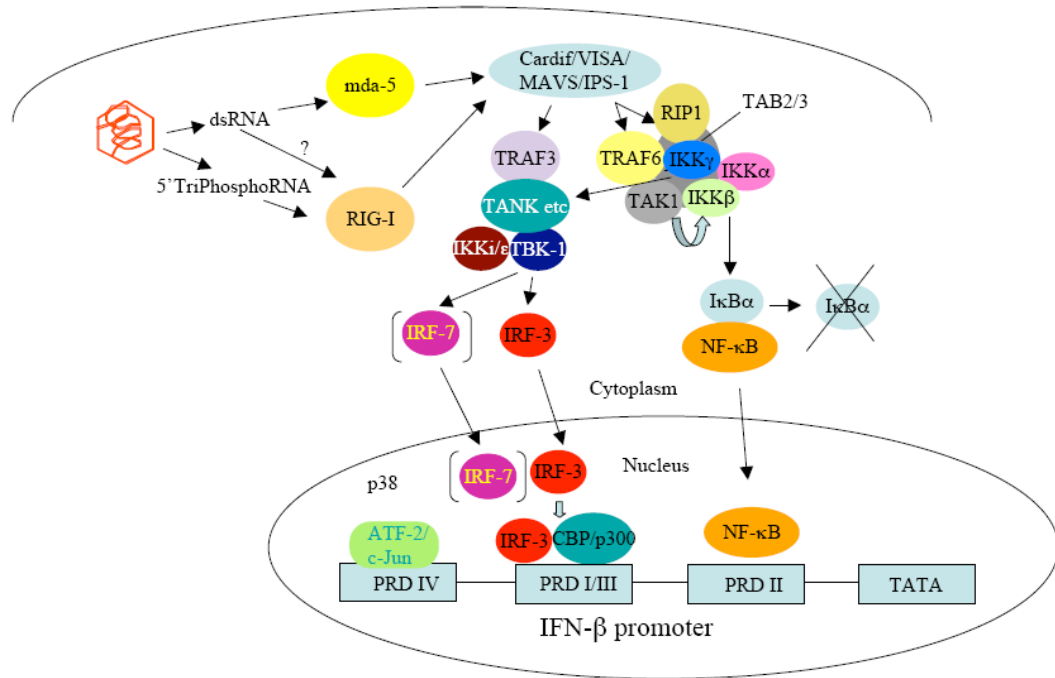 Cardif/VISA/
MAVS/IPS-1
mda-5
dsRNA
?
5'TriPhosphoRNA
RIG-I
RIP1
TAB2/3
TRAF3
TRAF6
IKKγ
IKKα
TAK1
IKKβ
TANK etc
IKKi/ε
TBK-1
IκBα
IκBα
IRF-7
IRF-3
NF-κB
Cytoplasm
Nucleus
p38
IRF-7
IRF-3
ATF-2/
c-Jun
IRF-3
CBP/p300
NF-κB
PRD IV
PRD I/III
PRD II
TATA
IFN-β promoter